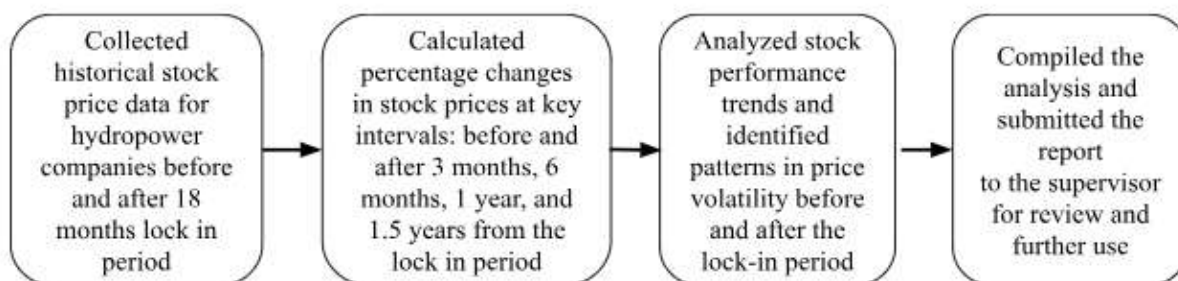 Collected
historical stock
price data for
hydropower
companies before
and after 18
months lock in
period
Calculated
percentage changes
in stock prices at key
intervals: before and
after 3 months, 6
months, 1 year, and
1.5 years from the
lock in period
Analyzed stock
performance
trends and
identified
patterns in price
volatility before
and after the
lock-in period
Compiled the
analysis and
submitted the
report
to the supervisor
for review and
further use